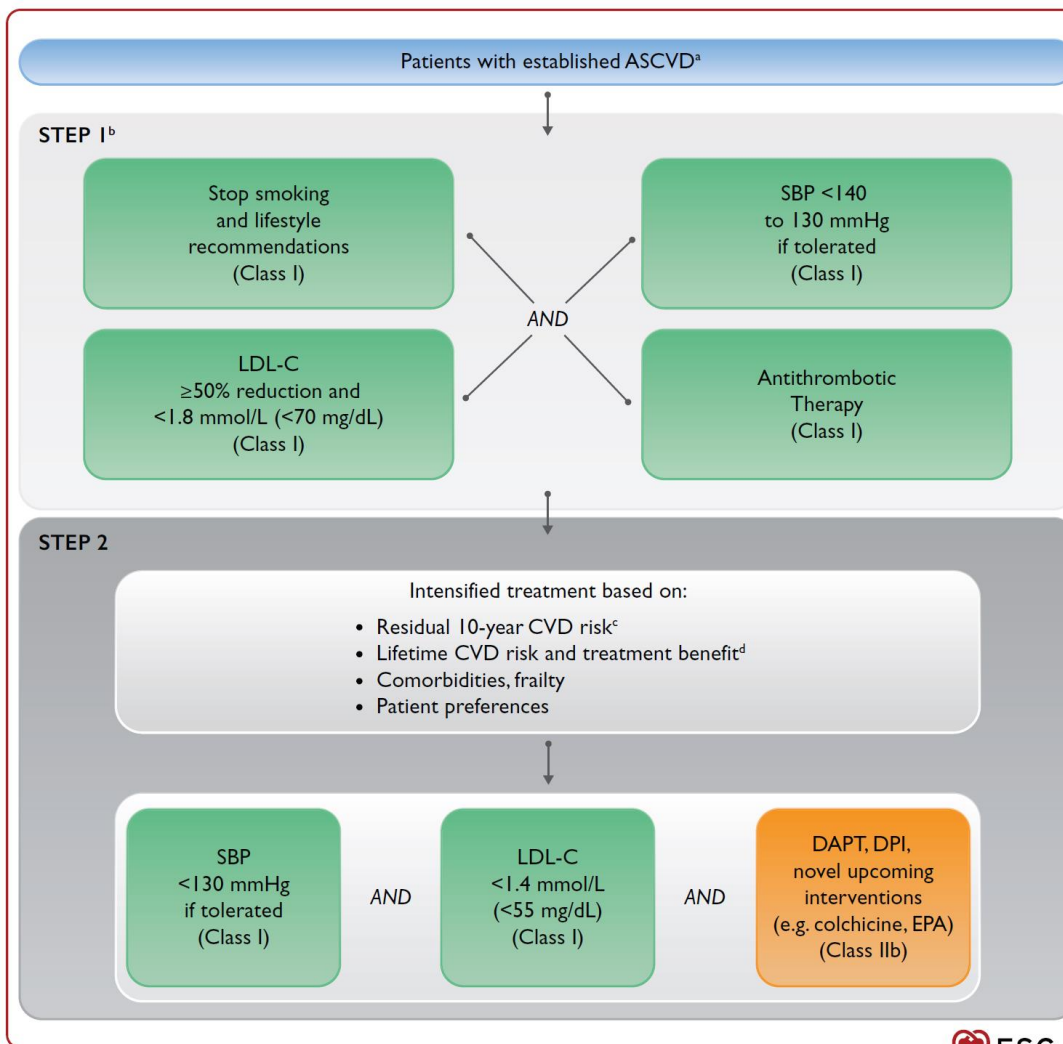 Patients with established ASCVDᵃ
STEP 1ᵇ
Stop smoking
and lifestyle
recommendations
(Class I)
SBP <140
to 130 mmHg
if tolerated
(Class I)
AND
LDL-C
≥50% reduction and
<1.8 mmol/L (<70 mg/dL)
(Class I)
Antithrombotic
Therapy
(Class I)
STEP 2
Intensified treatment based on:
• Residual 10-year CVD riskᶜ
• Lifetime CVD risk and treatment benefitᵈ
• Comorbidities, frailty
• Patient preferences
SBP
<130 mmHg
if tolerated
(Class I)
AND
LDL-C
<1.4 mmol/L
(<55 mg/dL)
(Class I)
AND
DAPT, DPI,
novel upcoming
interventions
(e.g. colchicine, EPA)
(Class IIb)
ESC